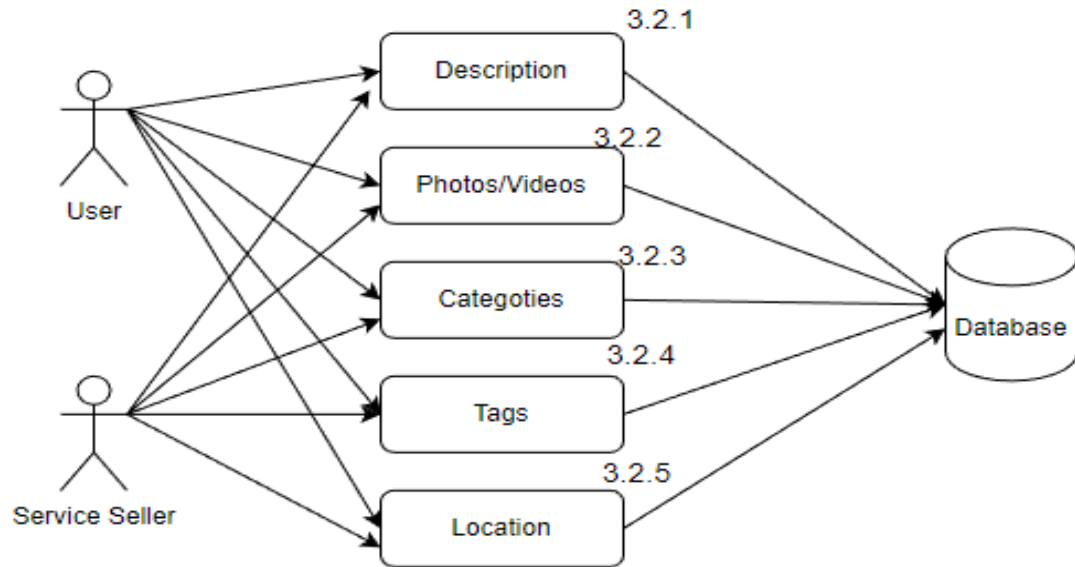 3.2.1
Description
User
3.2.2
Photos/Videos
3.2.3
Categoties
Database
3.2.4
Tags
Service Seller
3.2.5
Location